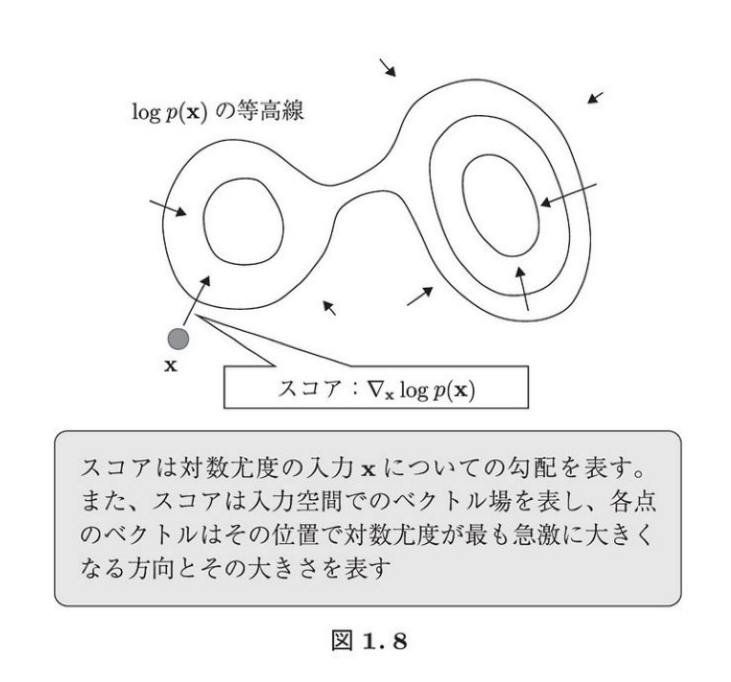 log p(x) の等高線
x
スコア：∇x log p(x)
スコアは対数尤度の入力 x についての勾配を表す。
また、スコアは入力空間でのベクトル場を表し、各点
のベクトルはその位置で対数尤度が最も急激に大きく
なる方向とその大きさを表す
図 1.8